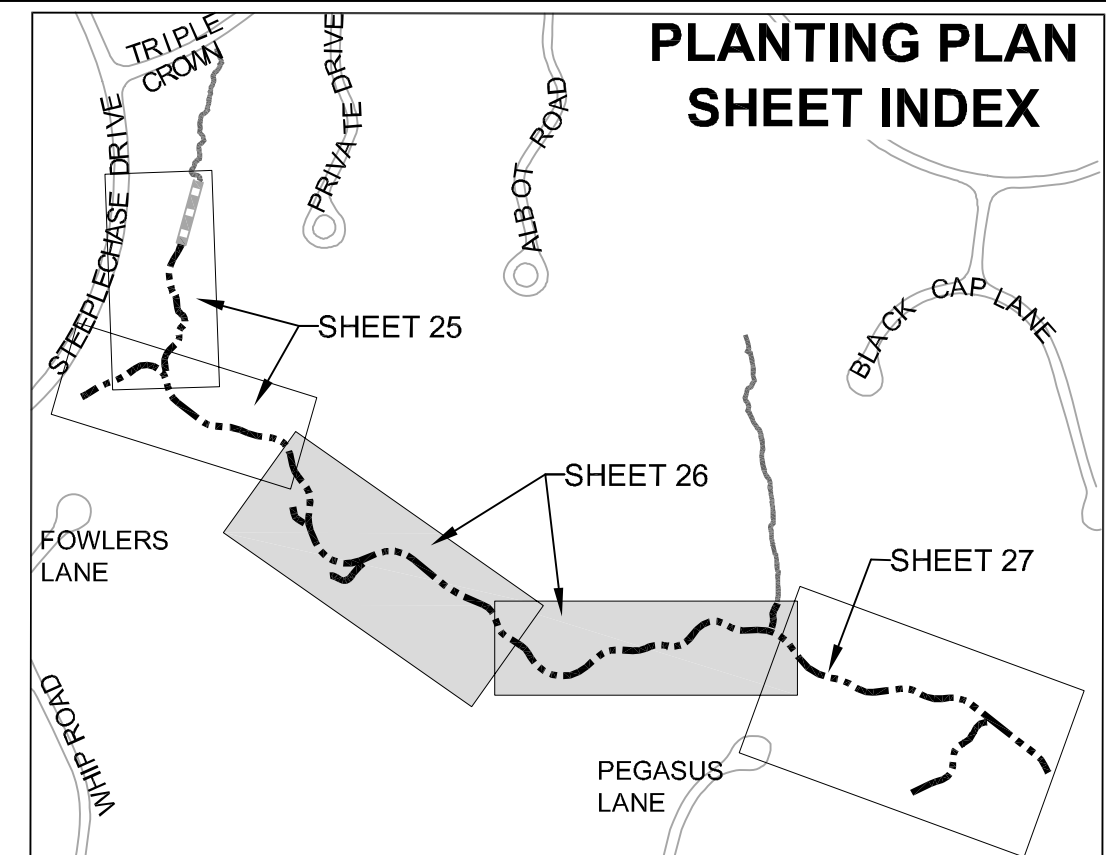 PLANTING PLAN
SHEET INDEX
TRIPLE
CROWN
PRIVATE DRIVE
ALBOT ROAD
STEEPLECHASE DRIVE
BLACK CAP LANE
SHEET 25
SHEET 26
FOWLERS
LANE
SHEET 27
WHIP ROAD
PEGASUS
LANE